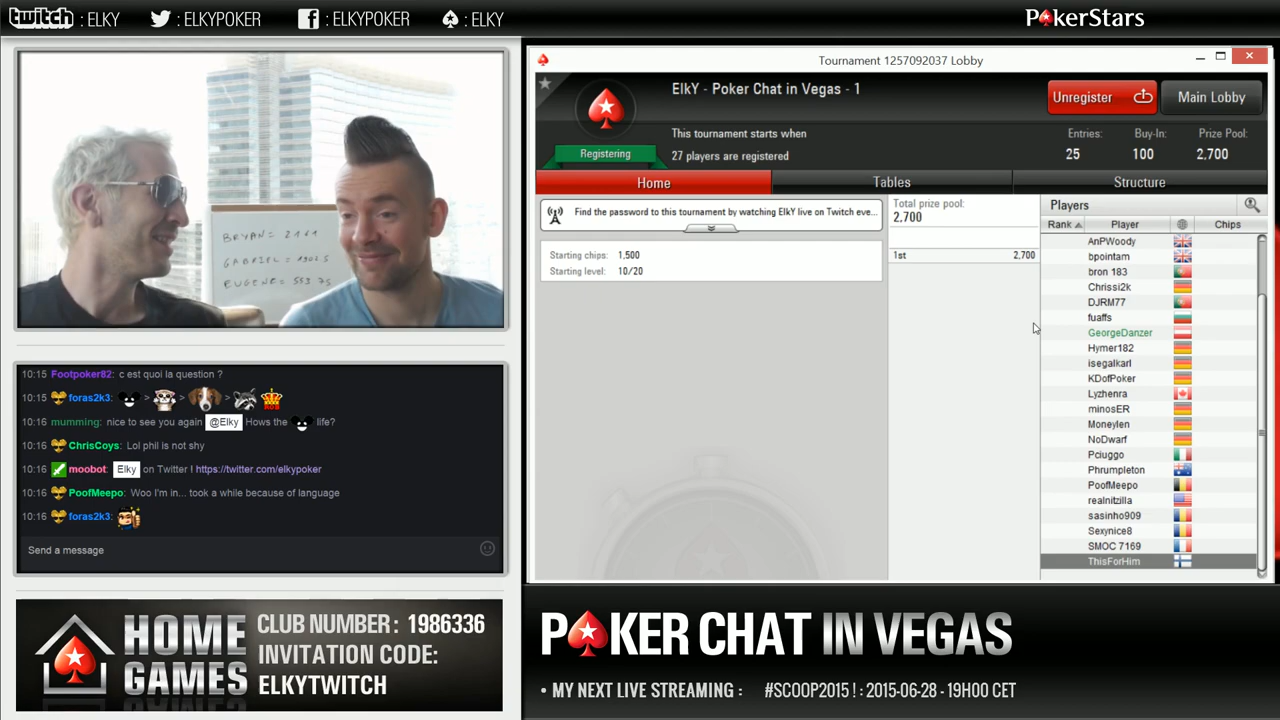 twitch : ELKY
: ELKYPOKER
: ELKYPOKER
: ELKY
POKERSTARS
BRYAN = 2161
EUGENE = 553 75
10:15 Footpoker82: c est quoi la question ?
10:15 foras2k3: > > >
10:16 mumming: nice to see you again @Elky Hows the life?
10:16 ChrisCoys: Lol phil is not shy
10:16 moobot: Elky on Twitter ! https://twitter.com/elkypoker
10:16 PoofMeepo: Woo I'm in... took a while because of language
10:16 foras2k3:
Send a message
HOME GAMES
CLUB NUMBER : 1986336
INVITATION CODE:
ELKYTWITCH
Tournament 1257092037 Lobby
ElkY - Poker Chat in Vegas - 1
Unregister
Main Lobby
This tournament starts when
27 players are registered
Registering
Entries: Buy-In: Prize Pool:
25 100 2,700
Home Tables Structure
Find the password to this tournament by watching ElkY live on Twitch eve...
Starting chips: 1,500
Starting level: 10/20
Total prize pool:
2,700
1st 2,700
Players
Rank Player Chips
AnPWoody
bpointam
bron 183
Chrissi2k
DJRM77
fuaffs
GeorgeDanzer
Hymer182
isegalkarl
KDofPoker
Lyzhenra
minosER
Moneylen
NoDwarf
Pciuggo
Phrumpleton
PoofMeepo
realnitzilla
sasinho909
Sexynice8
SMOC 7169
ThisForHim
POKER CHAT IN VEGAS
• MY NEXT LIVE STREAMING : #SCOOP2015 ! : 2015-06-28 - 19H00 CET